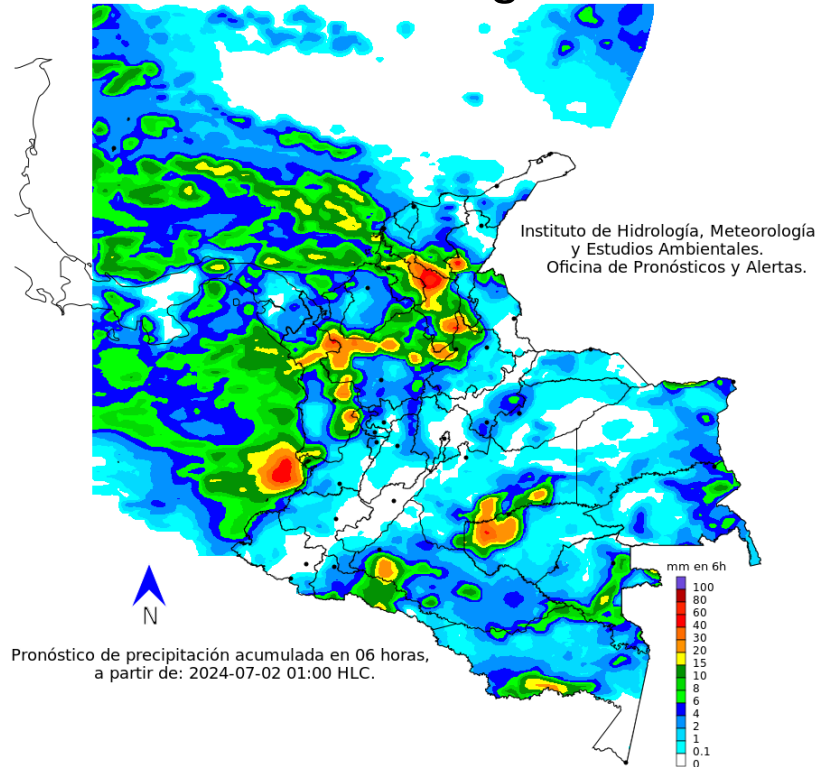 g
Instituto de Hidrología, Meteorología
y Estudios Ambientales.
Oficina de Pronósticos y Alertas.
mm en 6h
100
80
60
40
30
20
15
10
8
6
4
2
1
0.1
0
N
Pronóstico de precipitación acumulada en 06 horas,
a partir de: 2024-07-02 01:00 HLC.